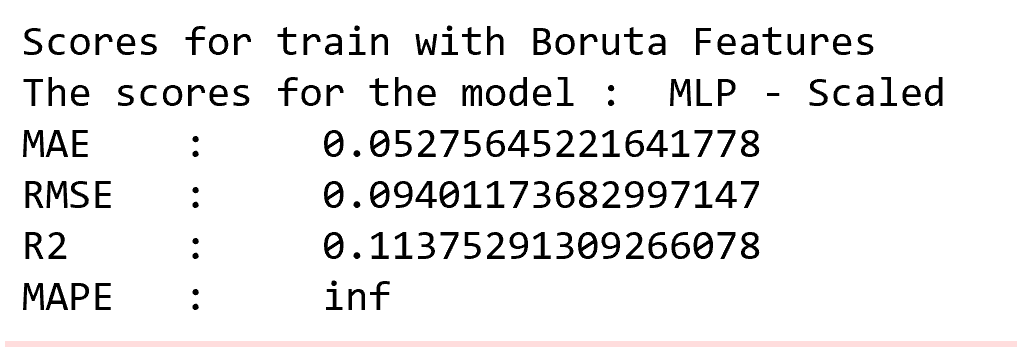 Scores for train with Boruta Features
The scores for the model :  MLP - Scaled
MAE    :     0.05275645221641778
RMSE   :     0.09401173682997147
R2     :     0.11375291309266078
MAPE   :     inf